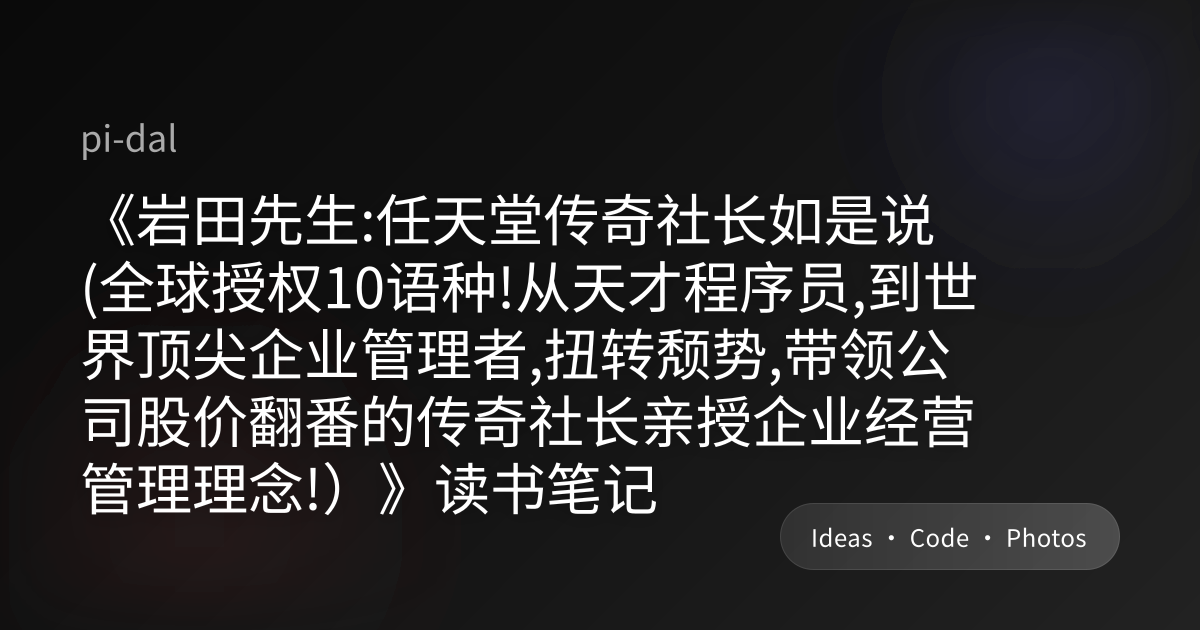 pi-dal
《岩田先生:任天堂传奇社长如是说
(全球授权10语种!从天才程序员,到世
界顶尖企业管理者,扭转颓势,带领公
司股价翻番的传奇社长亲授企业经营
管理理念!）》读书笔记
Ideas • Code • Photos